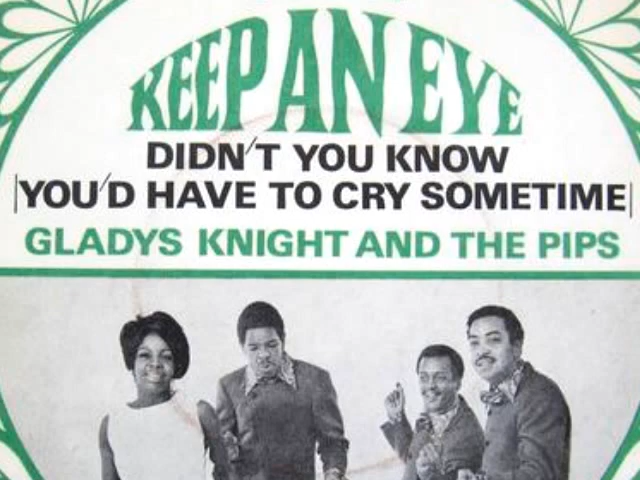 KEEP AN EYE
DIDN'T YOU KNOW
|YOU'D HAVE TO CRY SOMETIME|
GLADYS KNIGHT AND THE PIPS